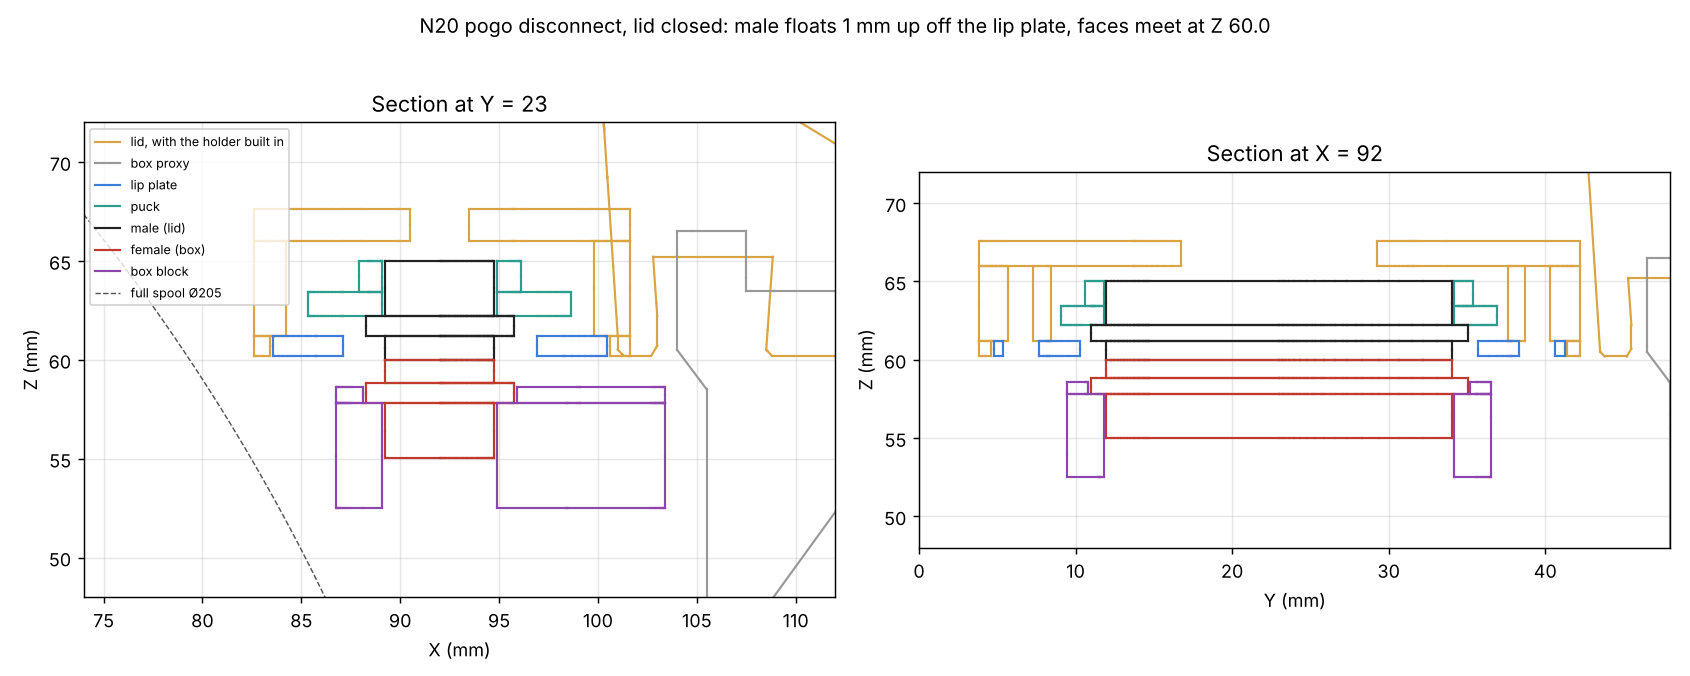 N20 pogo disconnect, lid closed: male floats 1 mm up off the lip plate, faces meet at Z 60.0
Section at Y = 23
lid, with the holder built in
box proxy
lip plate
puck
male (lid)
female (box)
box block
full spool Ø205
70
65
60
55
50
Z (mm)
75 80 85 90 95 100 105 110
X (mm)
Section at X = 92
70
65
60
55
50
Z (mm)
0 10 20 30 40
Y (mm)